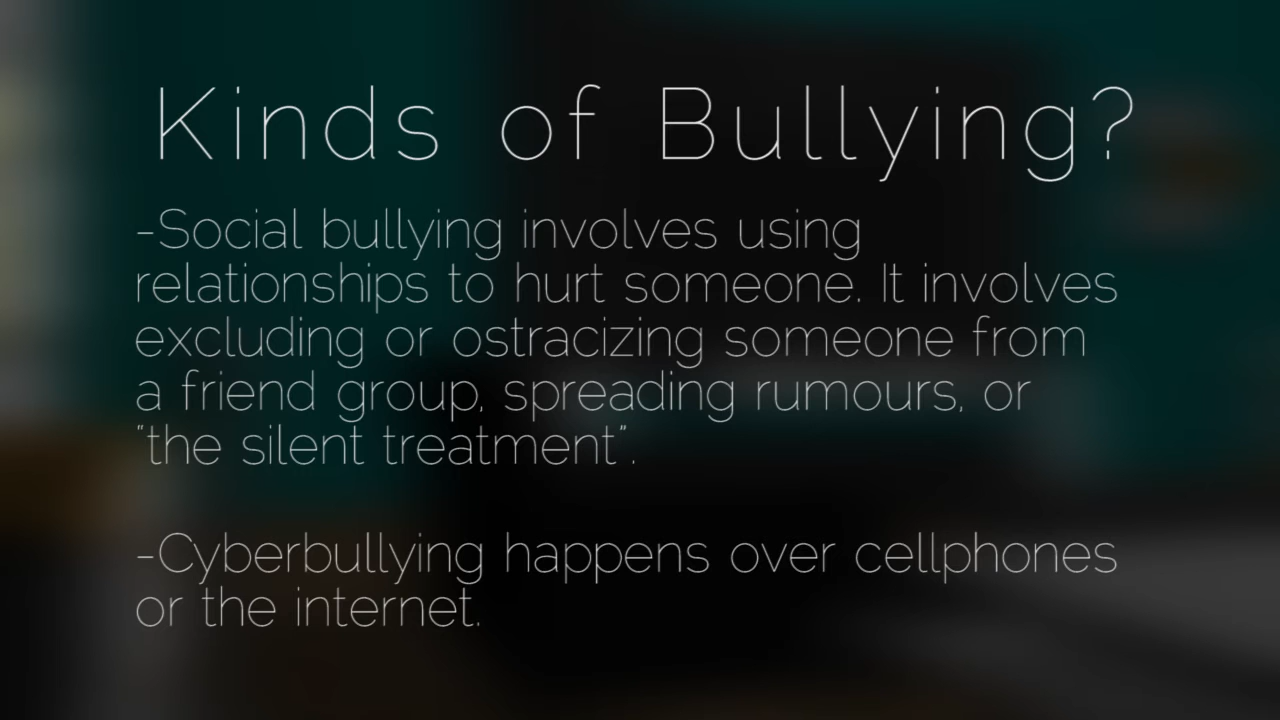 Kinds of Bullying?
-Social bullying involves using
relationships to hurt someone. It involves
excluding or ostracizing someone from
a friend group, spreading rumours, or
"the silent treatment".
-Cyberbullying happens over cellphones
or the internet.